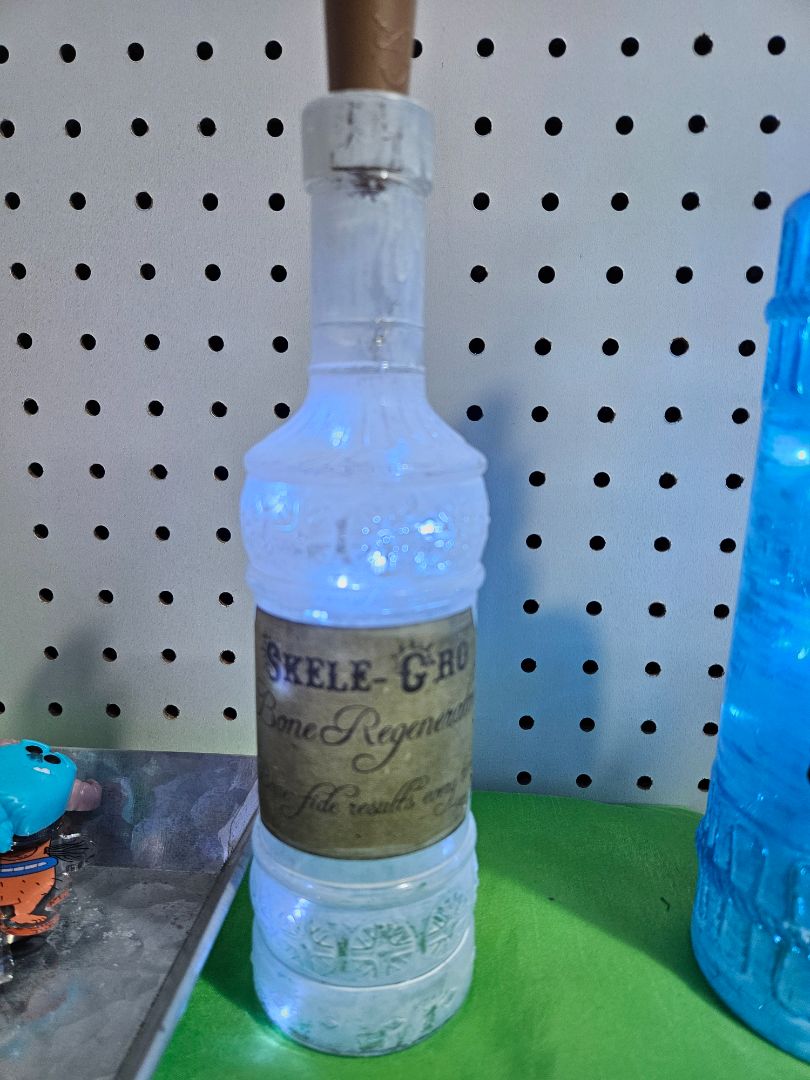 SKELE-GRO
Bone Regenerat
fide results every